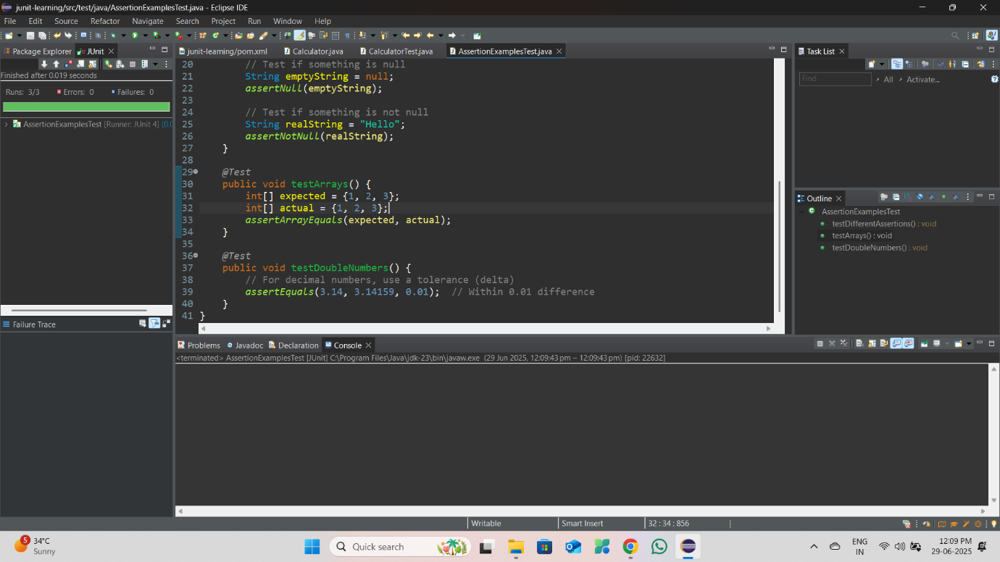 junit-learning/src/test/java/AssertionExamplesTest.java - Eclipse IDE
File Edit Source Refactor Navigate Search Project Run Window Help
Package Explorer JUnit
junit-learning/pom.xml Calculator.java CalculatorTest.java AssertionExamplesTest.java
Task List
Finished after 0.019 seconds
Runs: 3/3 Errors: 0 Failures: 0
AssertionExamplesTest [Runner: JUnit 4]
Failure Trace
20 // Test if something is null
21 String emptyString = null;
22 assertNull(emptyString);
23
24 // Test if something is not null
25 String realString = "Hello";
26 assertNotNull(realString);
27 }
28
29 @Test
30 public void testArrays() {
31 int[] expected = {1, 2, 3};
32 int[] actual = {1, 2, 3};
33 assertArrayEquals(expected, actual);
34 }
35
36 @Test
37 public void testDoubleNumbers() {
38 // For decimal numbers, use a tolerance (delta)
39 assertEquals(3.14, 3.14159, 0.01); // Within 0.01 difference
40 }
41 }
Find All Activate...
Outline
AssertionExamplesTest
testDifferentAssertions() : void
testArrays() : void
testDoubleNumbers() : void
Problems Javadoc Declaration Console
<terminated> AssertionExamplesTest [JUnit] C:\Program Files\Java\jdk-23\bin\javaw.exe (29 Jun 2025, 12:09:43 pm – 12:09:43 pm) [pid: 22632]
Writable Smart Insert 32 : 34 : 856
5
34°C
Sunny
Quick search
ENG
IN
12:09 PM
29-06-2025